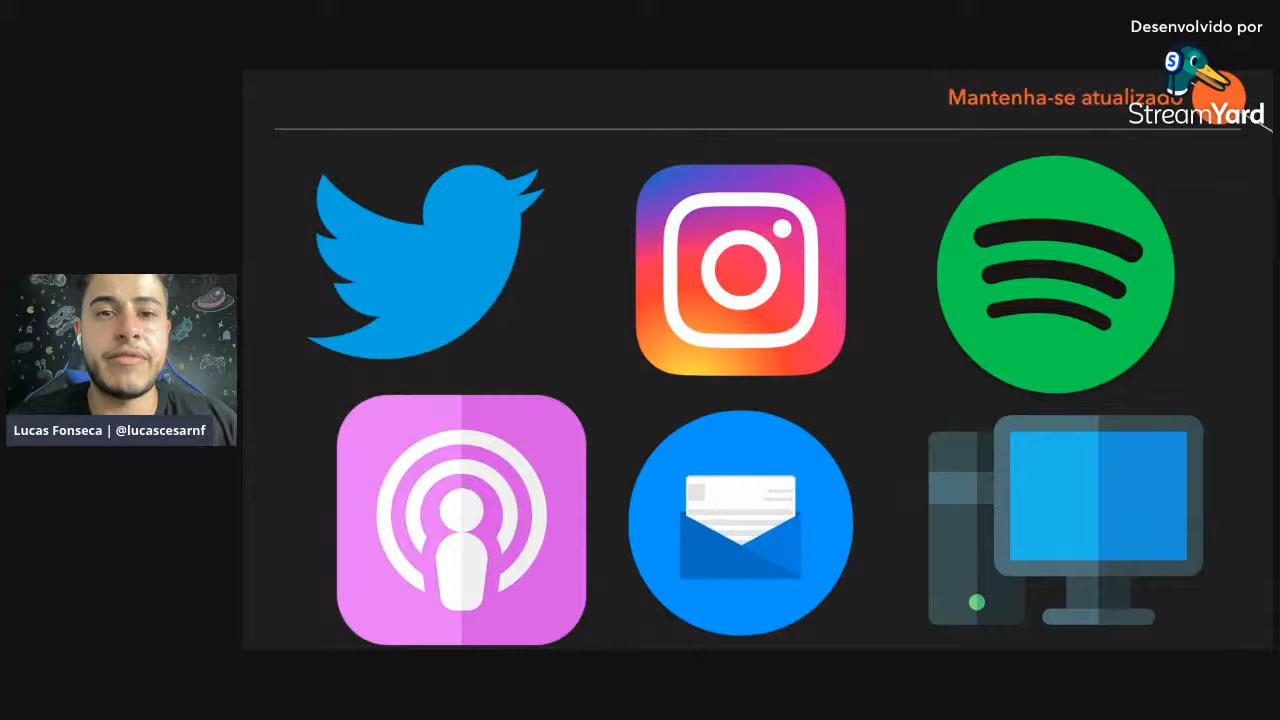 Desenvolvido por
StreamYard
Mantenha-se atualizado
Lucas Fonseca | @lucascesarnf